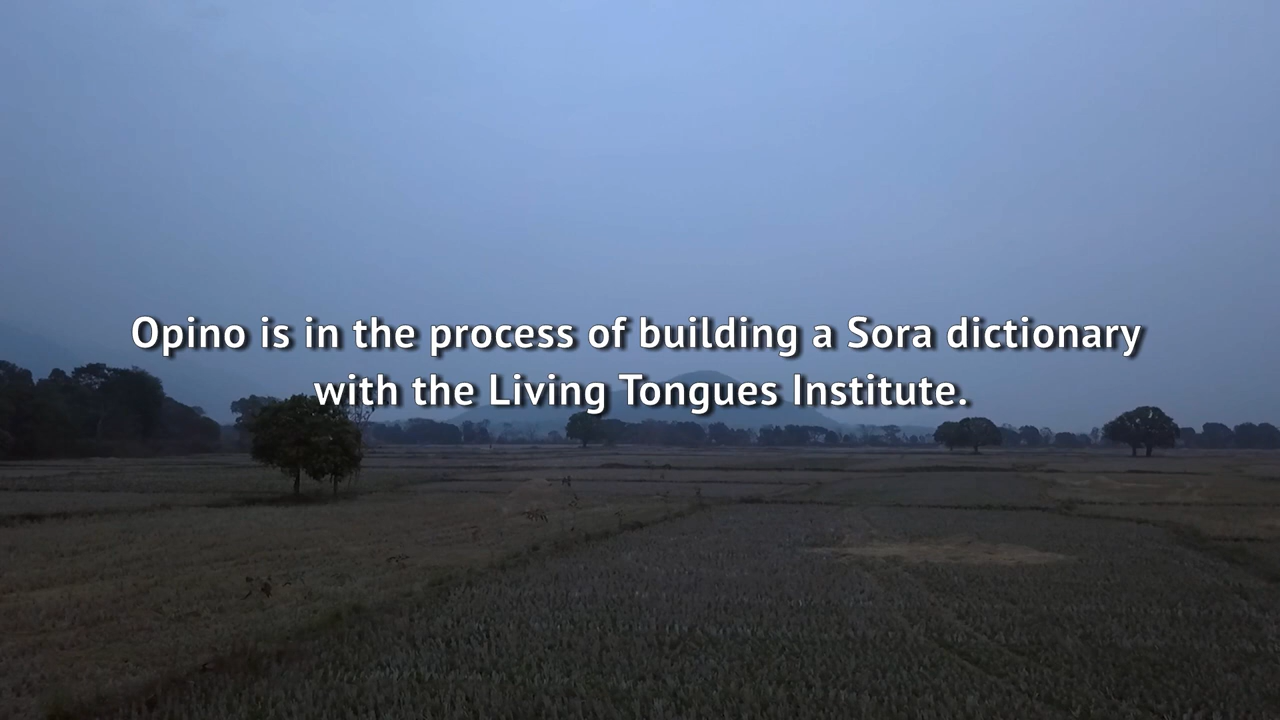 Opino is in the process of building a Sora dictionary
with the Living Tongues Institute.